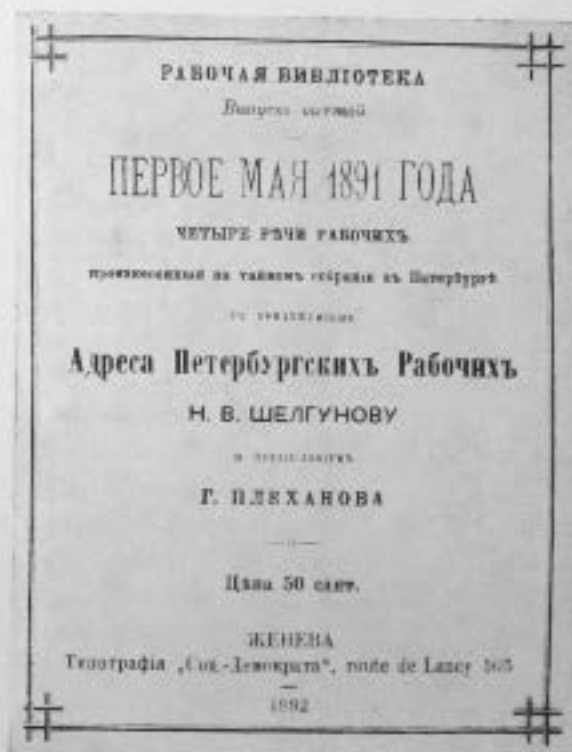 РАБОЧАЯ БИБЛІОТЕКА
Выпускъ
ПЕРВОЕ МАЯ 1891 ГОДА
ЧЕТЫРЕ РѢЧИ РАБОЧИХЪ
произнесенныя на тайномъ собраніи въ Петербургѣ
Адреса Петербургскихъ Рабочихъ
Н. В. ШЕЛГУНОВУ
Г. ПЛЕХАНОВА
Цѣна 50 сант.
ЖЕНЕВА
Типографія „Соц.-Демократа“, route de Lancy
1892